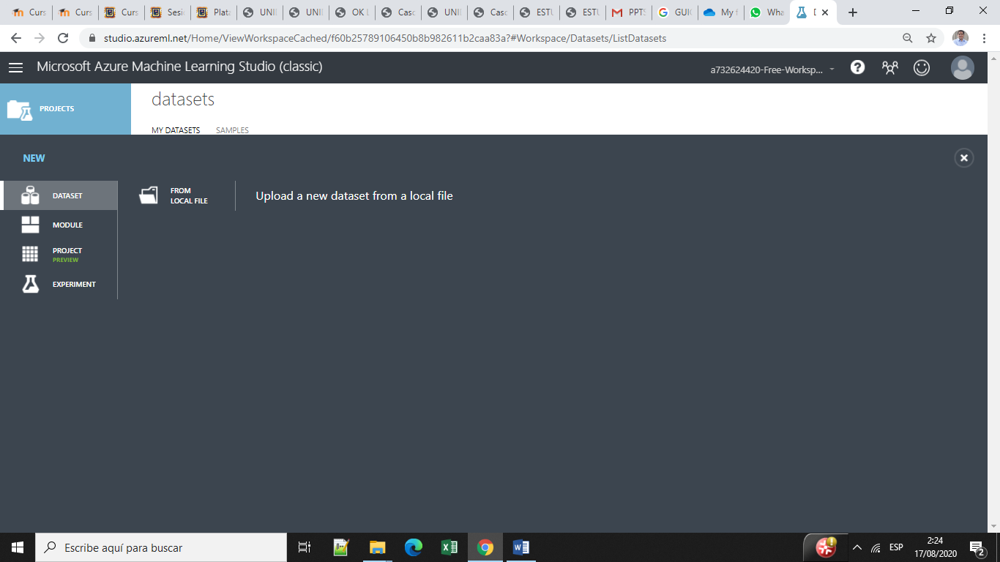 Curs
Curs
Curs
Sesi
Plata
UNI
UNI
OK
Casc
UNI
Casc
ESTU
ESTU
PPTS
GUI
My f
Wha
studio.azureml.net/Home/ViewWorkspaceCached/f60b25789106450b8b982611b2caa83a?#Workspace/Datasets/ListDatasets
Microsoft Azure Machine Learning Studio (classic)
a732624420-Free-Worksp...
PROJECTS
datasets
MY DATASETS
SAMPLES
NEW
DATASET
MODULE
PROJECT
PREVIEW
EXPERIMENT
FROM
LOCAL FILE
Upload a new dataset from a local file
Escribe aquí para buscar
ESP
2:24
17/08/2020
2